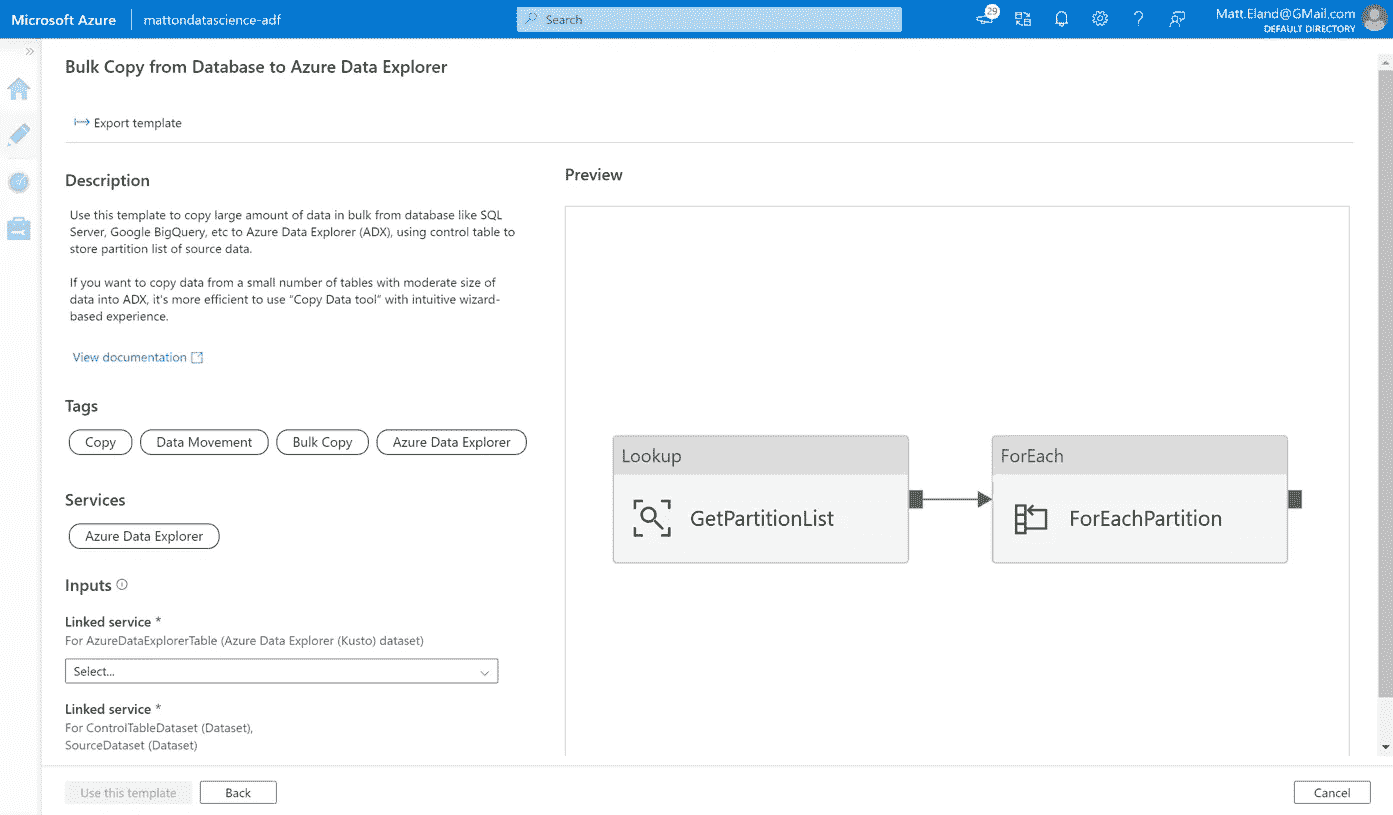 Microsoft Azure
mattondatascience-adf
Search
29
Matt.Eland@GMail.com
DEFAULT DIRECTORY
Bulk Copy from Database to Azure Data Explorer
Export template
Description
Use this template to copy large amount of data in bulk from database like SQL
Server, Google BigQuery, etc to Azure Data Explorer (ADX), using control table to
store partition list of source data.
If you want to copy data from a small number of tables with moderate size of
data into ADX, it's more efficient to use "Copy Data tool" with intuitive wizard-
based experience.
View documentation
Tags
Copy
Data Movement
Bulk Copy
Azure Data Explorer
Services
Azure Data Explorer
Inputs
Linked service *
For AzureDataExplorerTable (Azure Data Explorer (Kusto) dataset)
Select...
Linked service *
For ControlTableDataset (Dataset),
SourceDataset (Dataset)
Preview
Lookup
GetPartitionList
ForEach
ForEachPartition
Use this template
Back
Cancel